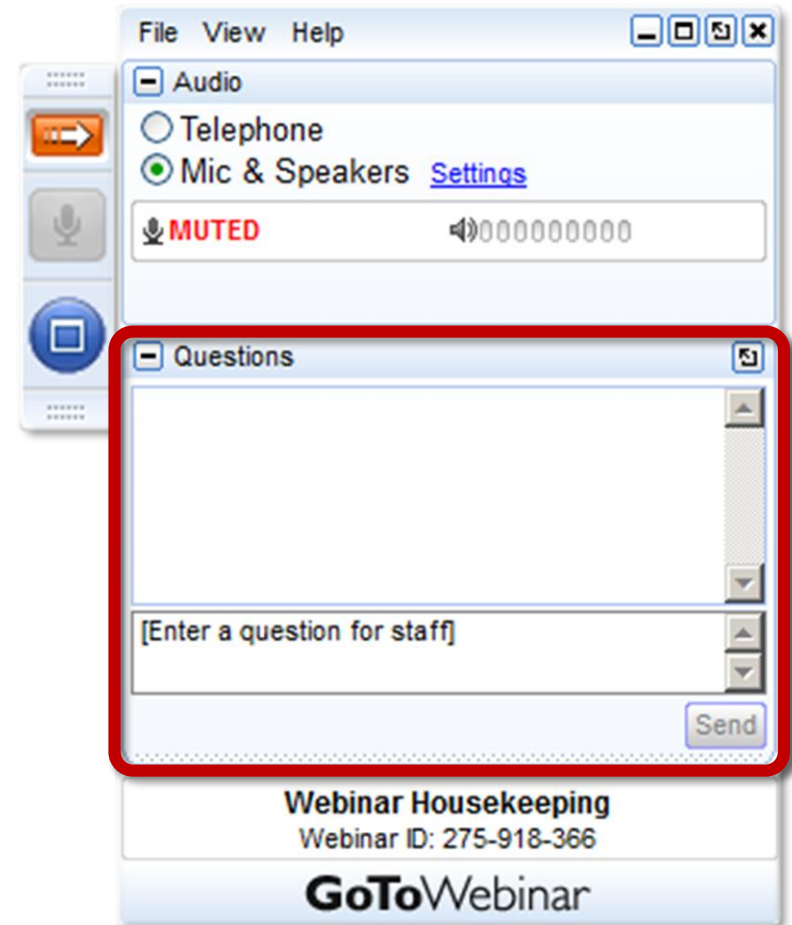 File View Help
Audio
Telephone
Mic & Speakers Settings
MUTED
Questions
[Enter a question for staff]
Send
Webinar Housekeeping
Webinar ID: 275-918-366
GoToWebinar